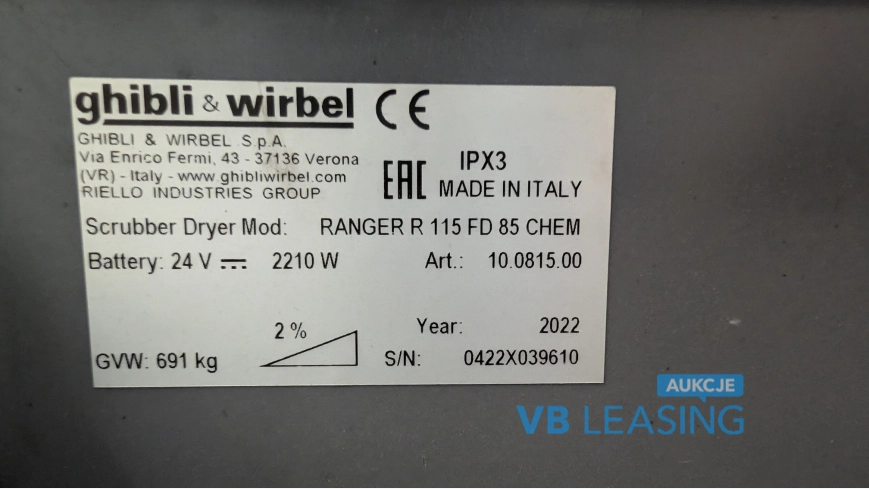 ghibli & wirbel CE
GHIBLI & WIRBEL S.p.A.
Via Enrico Fermi, 43 - 37136 Verona
(VR) - Italy - www.ghibliwirbel.com
RIELLO INDUSTRIES GROUP
EAC
IPX3
MADE IN ITALY
Scrubber Dryer Mod: RANGER R 115 FD 85 CHEM
Battery: 24 V ⎓ 2210 W Art.: 10.0815.00
2 % Year: 2022
GVW: 691 kg S/N: 0422X039610
AUKCJE
VB LEASING